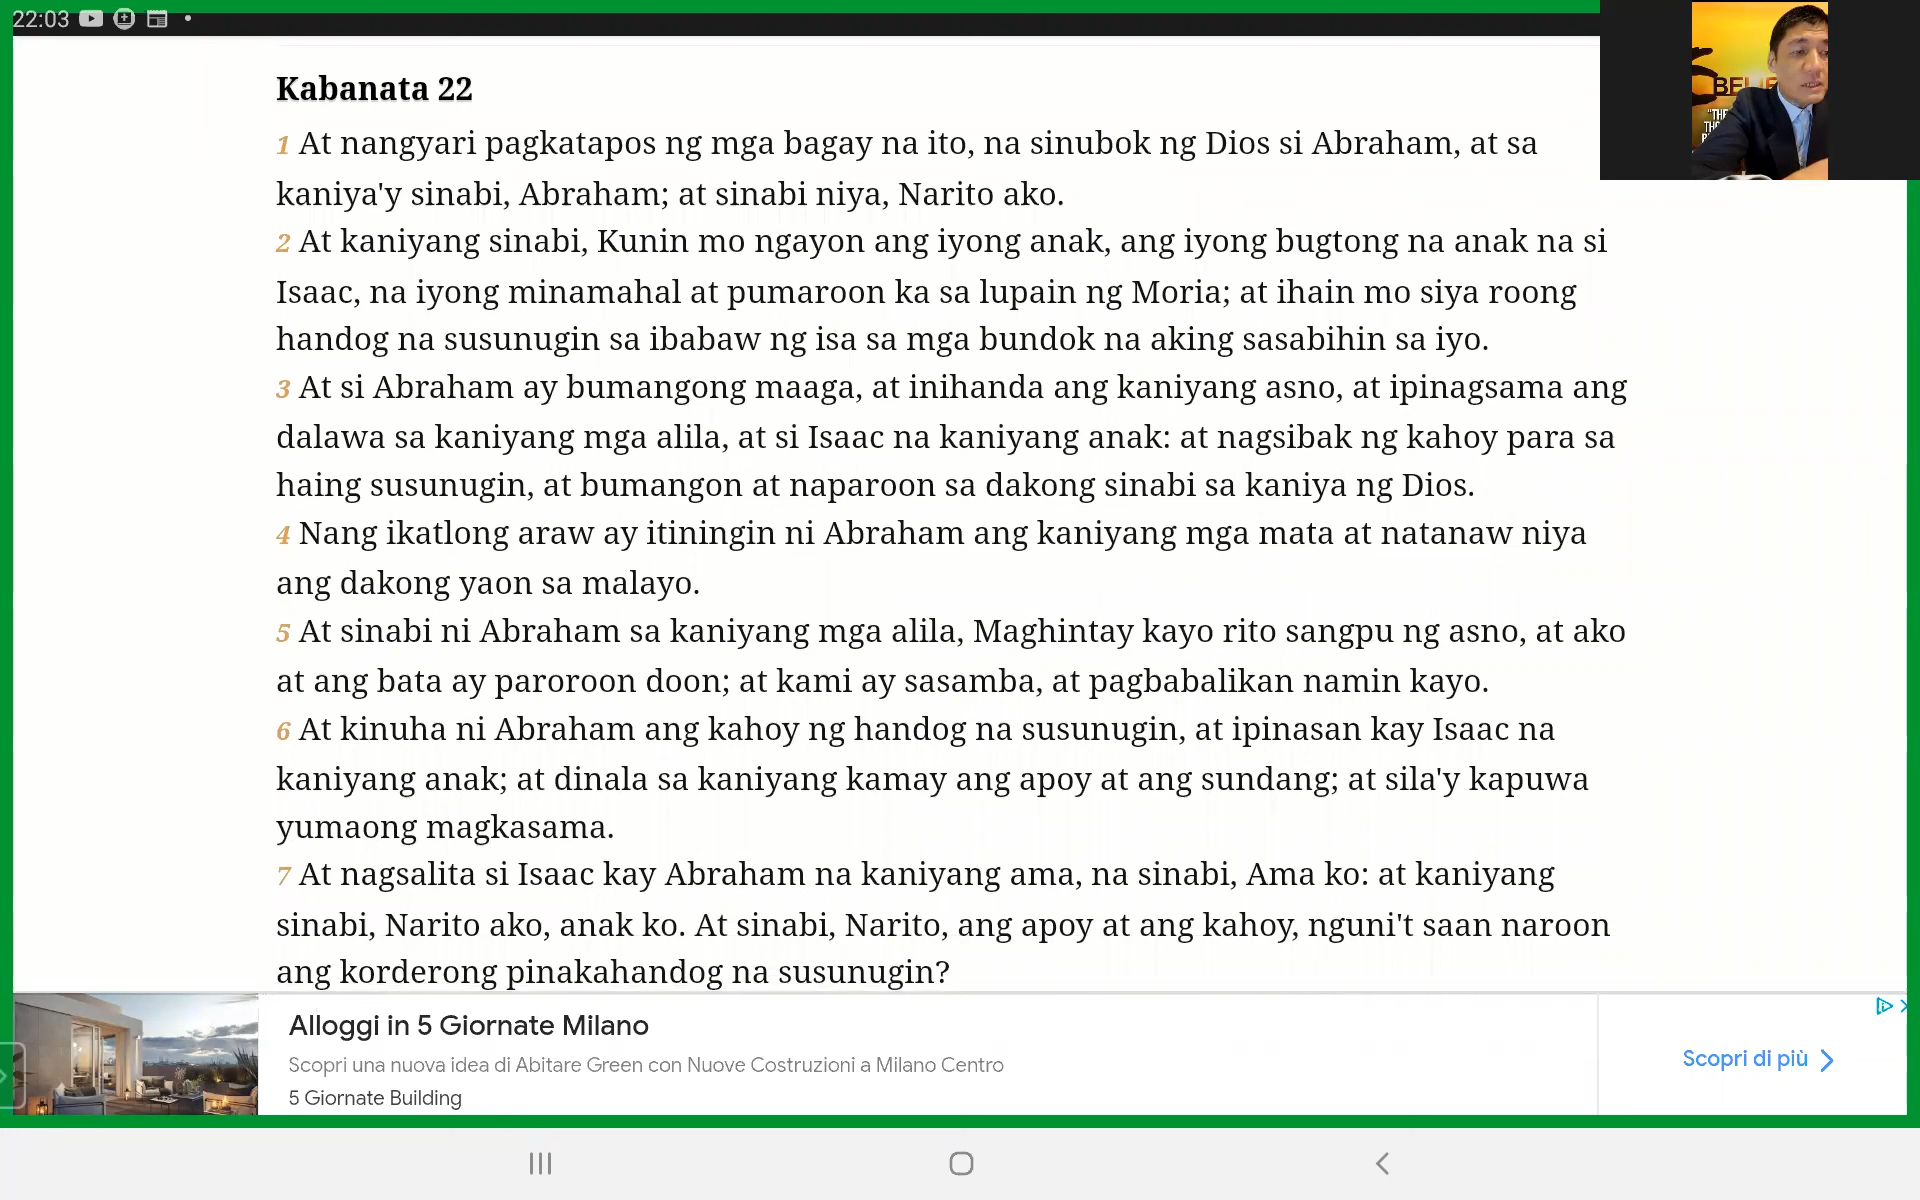 22:03
BELIE
"THE
Kabanata 22
1 At nangyari pagkatapos ng mga bagay na ito, na sinubok ng Dios si Abraham, at sa
kaniya'y sinabi, Abraham; at sinabi niya, Narito ako.
2 At kaniyang sinabi, Kunin mo ngayon ang iyong anak, ang iyong bugtong na anak na si
Isaac, na iyong minamahal at pumaroon ka sa lupain ng Moria; at ihain mo siya roong
handog na susunugin sa ibabaw ng isa sa mga bundok na aking sasabihin sa iyo.
3 At si Abraham ay bumangong maaga, at inihanda ang kaniyang asno, at ipinagsama ang
dalawa sa kaniyang mga alila, at si Isaac na kaniyang anak: at nagsibak ng kahoy para sa
haing susunugin, at bumangon at naparoon sa dakong sinabi sa kaniya ng Dios.
4 Nang ikatlong araw ay itiningin ni Abraham ang kaniyang mga mata at natanaw niya
ang dakong yaon sa malayo.
5 At sinabi ni Abraham sa kaniyang mga alila, Maghintay kayo rito sangpu ng asno, at ako
at ang bata ay paroroon doon; at kami ay sasamba, at pagbabalikan namin kayo.
6 At kinuha ni Abraham ang kahoy ng handog na susunugin, at ipinasan kay Isaac na
kaniyang anak; at dinala sa kaniyang kamay ang apoy at ang sundang; at sila'y kapuwa
yumaong magkasama.
7 At nagsalita si Isaac kay Abraham na kaniyang ama, na sinabi, Ama ko: at kaniyang
sinabi, Narito ako, anak ko. At sinabi, Narito, ang apoy at ang kahoy, nguni't saan naroon
ang korderong pinakahandog na susunugin?
Alloggi in 5 Giornate Milano
Scopri una nuova idea di Abitare Green con Nuove Costruzioni a Milano Centro
5 Giornate Building
Scopri di più